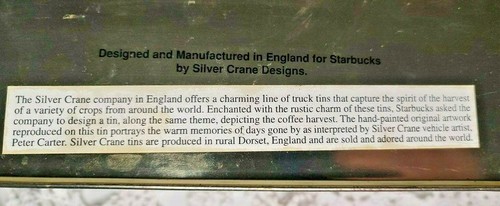 Designed and Manufactured in England for Starbucks
by Silver Crane Designs.
The Silver Crane company in England offers a charming line of truck tins that capture the spirit of the harvest
of a variety of crops from around the world. Enchanted with the rustic charm of these tins, Starbucks asked the
company to design a tin, along the same theme, depicting the coffee harvest. The hand-painted original artwork
reproduced on this tin portrays the warm memories of days gone by as interpreted by Silver Crane vehicle artist,
Peter Carter. Silver Crane tins are produced in rural Dorset, England and are sold and adored around the world.